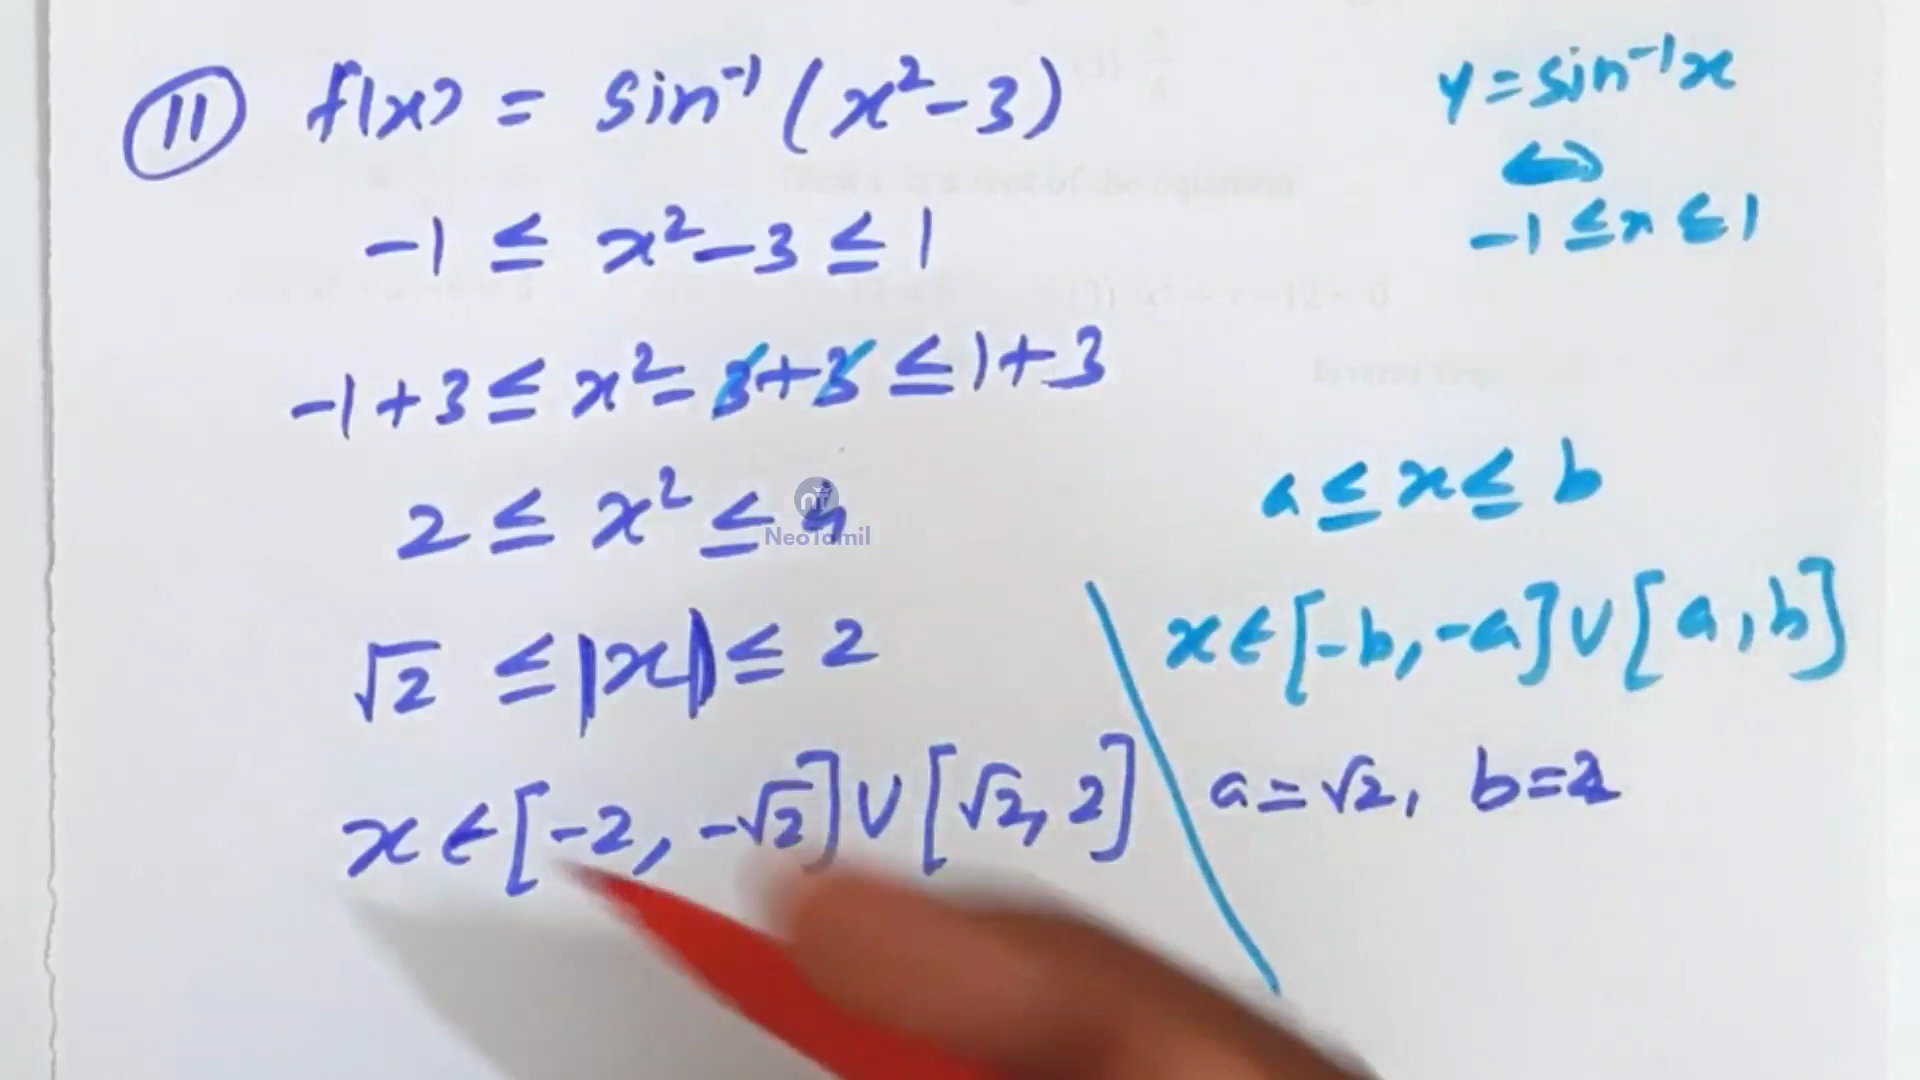 11 f(x) = sin⁻¹(x²-3)
-1 ≤ x²-3 ≤ 1
-1+3 ≤ x²-3+3 ≤ 1+3
2 ≤ x² ≤ 4
√2 ≤ |x| ≤ 2
x ∈ [-2, -√2] ∪ [√2, 2]
y = sin⁻¹x
↔
-1 ≤ x ≤ 1
a ≤ x ≤ b
x ∈ [-b, -a] ∪ [a, b]
a = √2, b = 2
nt
NeoTamil